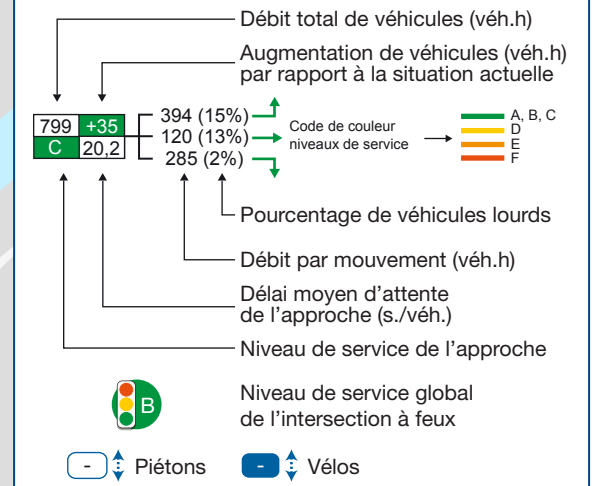 Débit total de véhicules (véh.h)
Augmentation de véhicules (véh.h)
par rapport à la situation actuelle
799 +35
C 20,2
394 (15%)
120 (13%)
285 (2%)
Code de couleur
niveaux de service
A, B, C
D
E
F
Pourcentage de véhicules lourds
Débit par mouvement (véh.h)
Délai moyen d'attente
de l'approche (s./véh.)
Niveau de service de l'approche
B
Niveau de service global
de l'intersection à feux
- Piétons
- Vélos